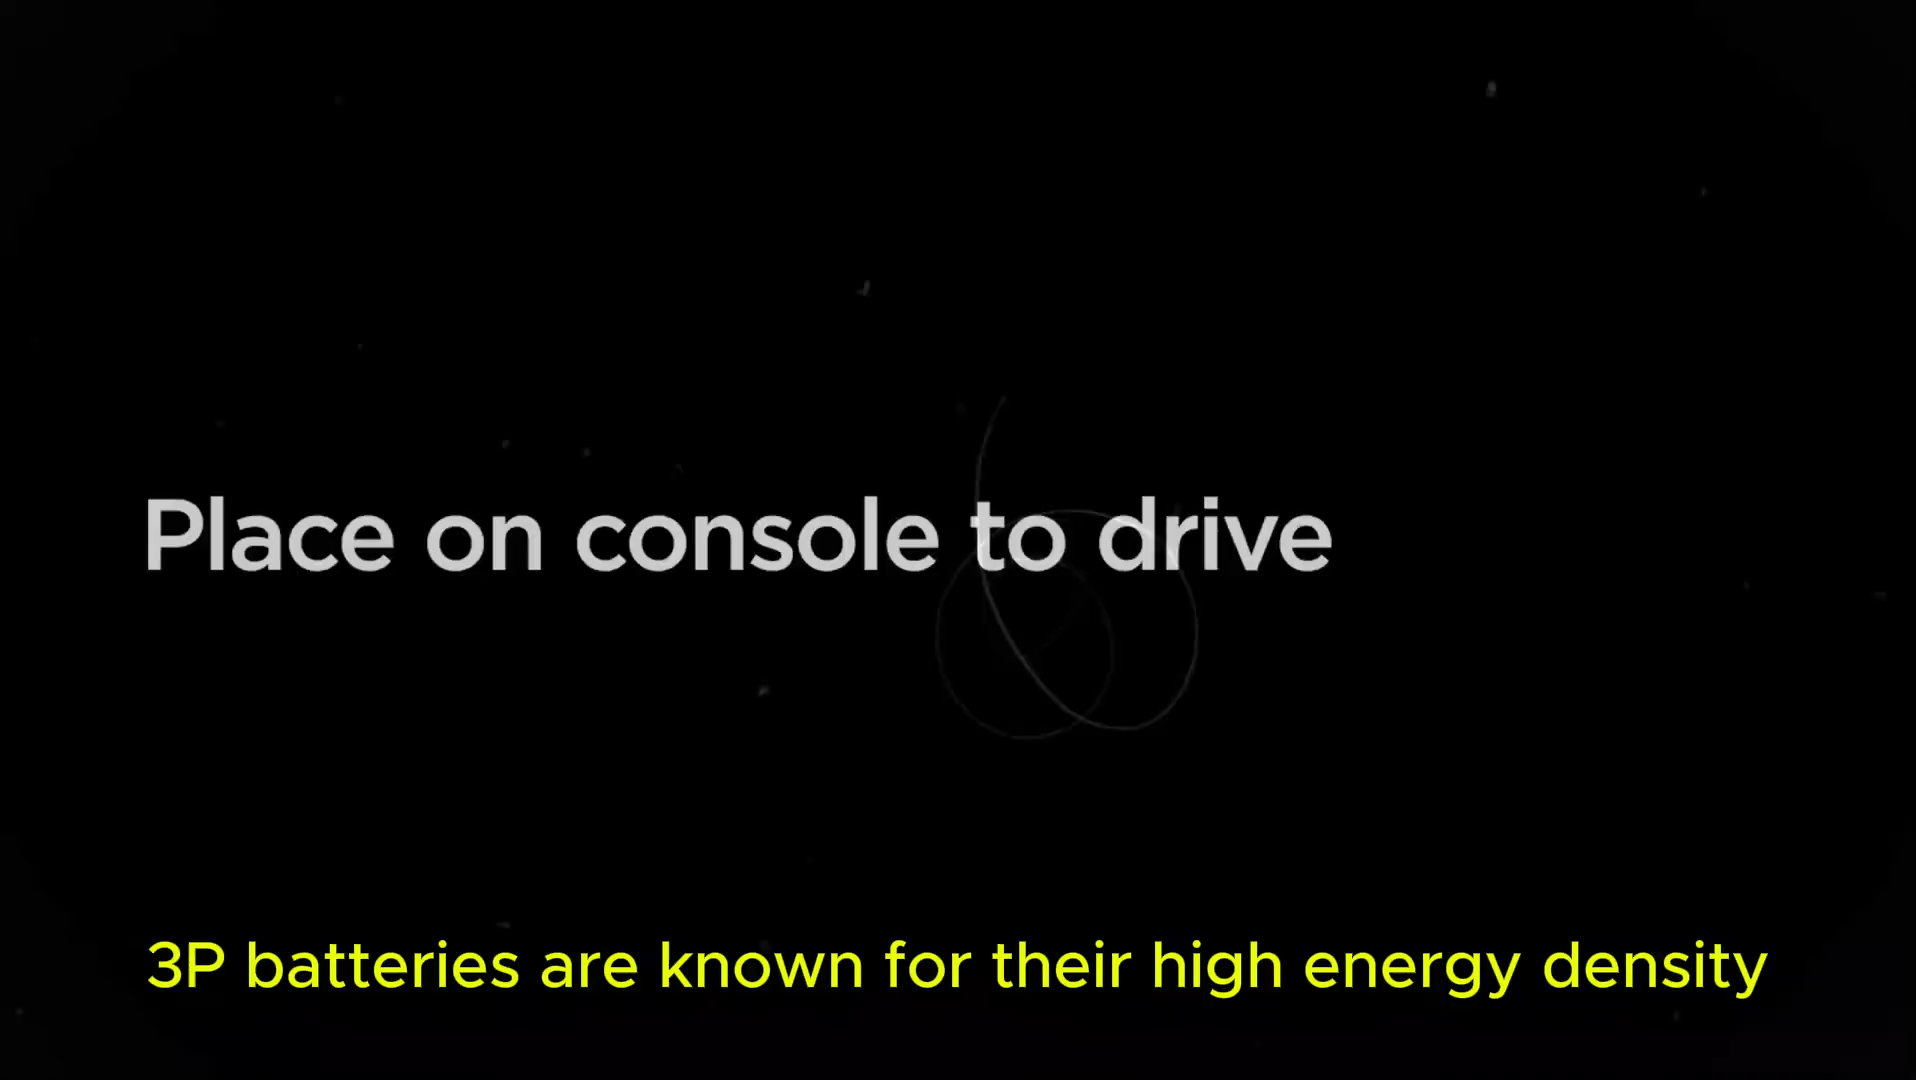 Place on console to drive
3P batteries are known for their high energy density